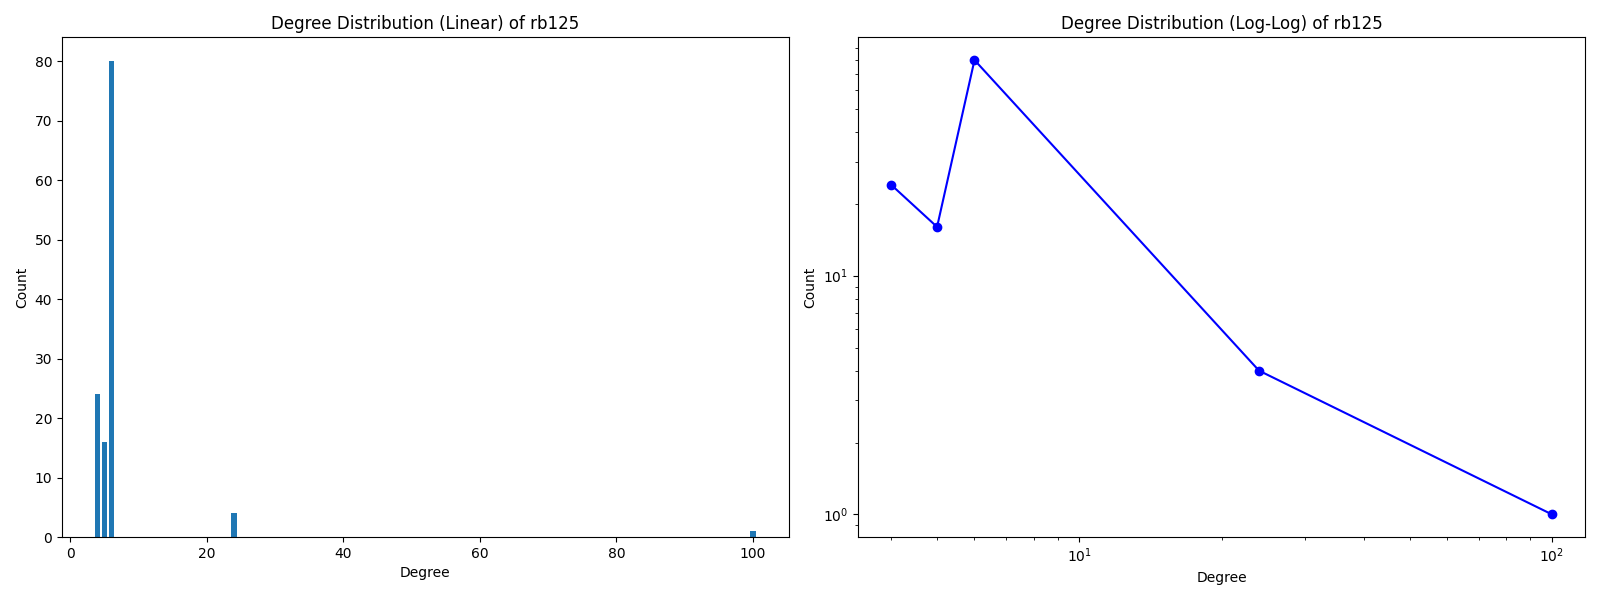 Degree Distribution (Linear) of rb125
80
70
60
50
40
30
20
10
0
Count
0 20 40 60 80 100
Degree
Degree Distribution (Log-Log) of rb125
10¹
10⁰
Count
10¹ 10²
Degree